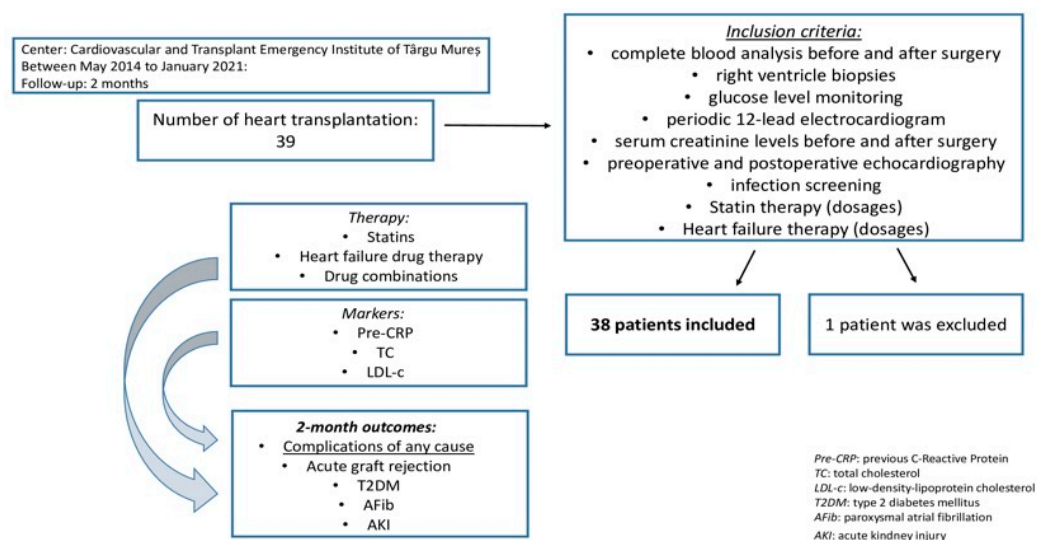 Center: Cardiovascular and Transplant Emergency Institute of Târgu Mureș
Between May 2014 to January 2021:
Follow-up: 2 months
Number of heart transplantation:
39
Inclusion criteria:
• complete blood analysis before and after surgery
• right ventricle biopsies
• glucose level monitoring
• periodic 12-lead electrocardiogram
• serum creatinine levels before and after surgery
• preoperative and postoperative echocardiography
• infection screening
• Statin therapy (dosages)
• Heart failure therapy (dosages)
38 patients included
1 patient was excluded
Therapy:
• Statins
• Heart failure drug therapy
• Drug combinations
Markers:
• Pre-CRP
• TC
• LDL-c
2-month outcomes:
• Complications of any cause
• Acute graft rejection
• T2DM
• AFib
• AKI
Pre-CRP: previous C-Reactive Protein
TC: total cholesterol
LDL-c: low-density-lipoprotein cholesterol
T2DM: type 2 diabetes mellitus
AFib: paroxysmal atrial fibrillation
AKI: acute kindney injury